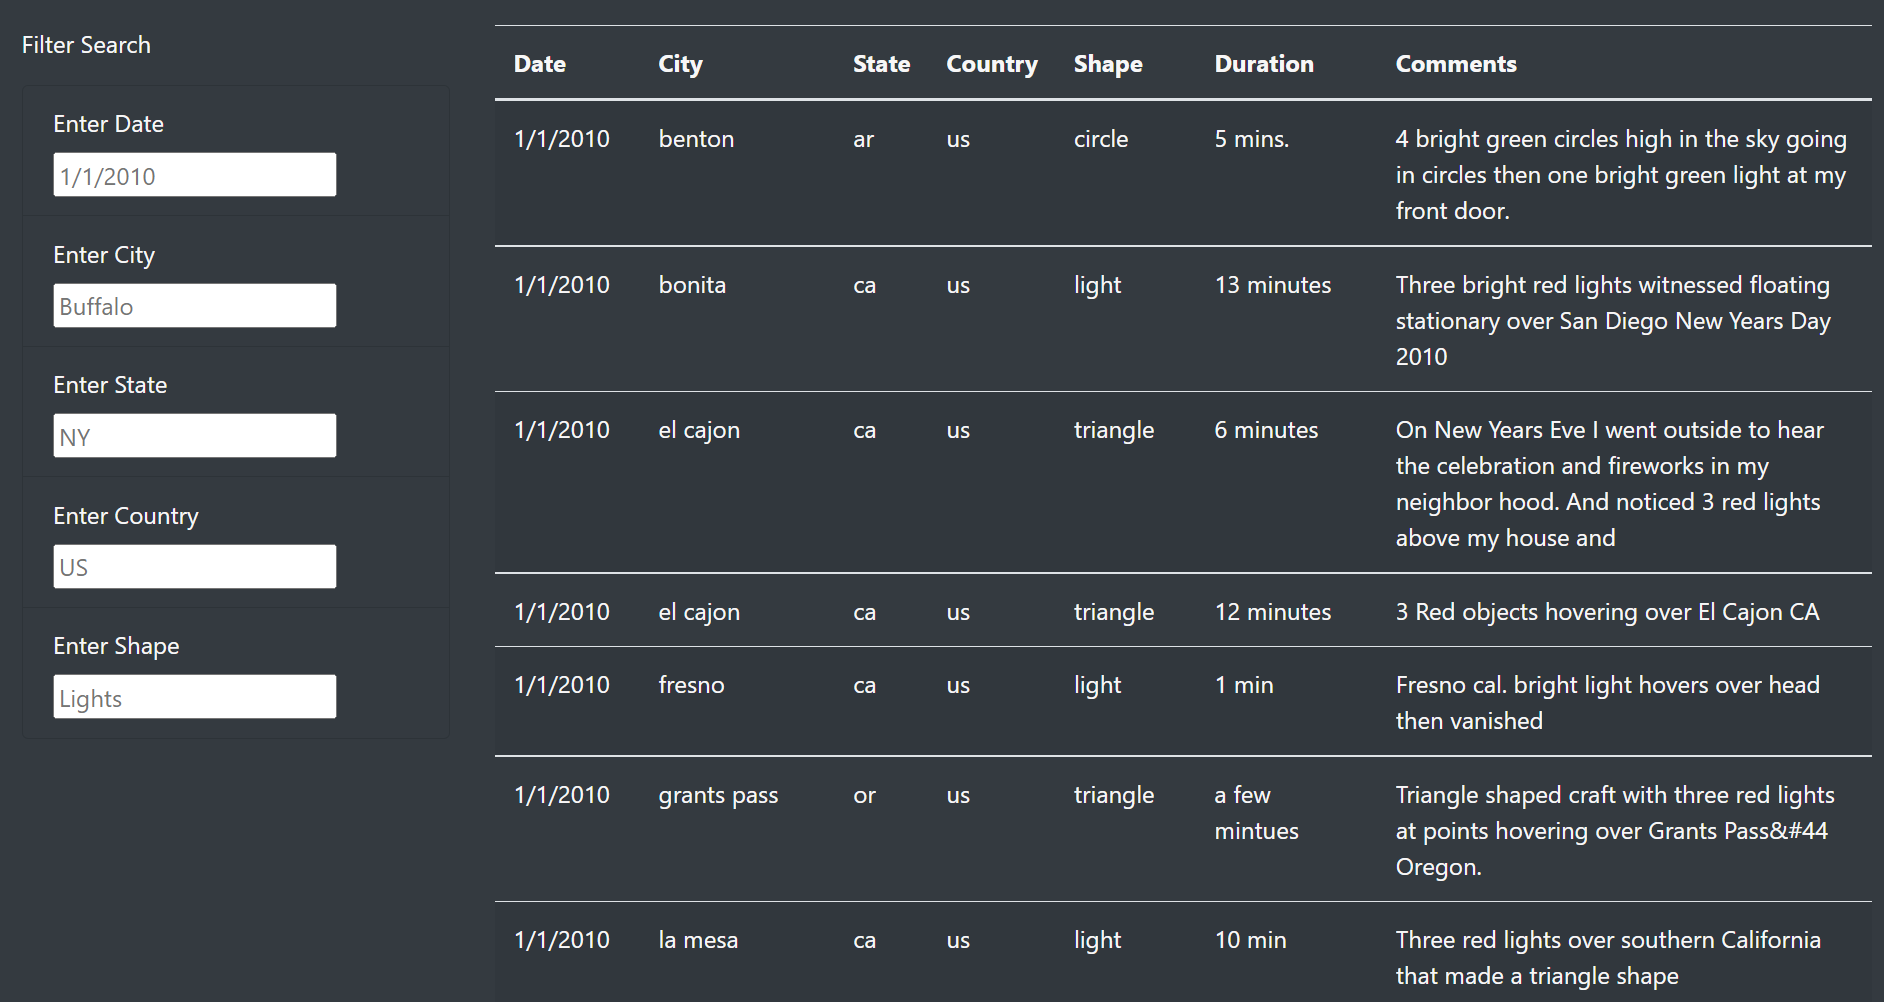 Filter Search
Enter Date
1/1/2010
Enter City
Buffalo
Enter State
NY
Enter Country
US
Enter Shape
Lights
Date City State Country Shape Duration Comments
1/1/2010 benton ar us circle 5 mins. 4 bright green circles high in the sky going
in circles then one bright green light at my
front door.
1/1/2010 bonita ca us light 13 minutes Three bright red lights witnessed floating
stationary over San Diego New Years Day
2010
1/1/2010 el cajon ca us triangle 6 minutes On New Years Eve I went outside to hear
the celebration and fireworks in my
neighbor hood. And noticed 3 red lights
above my house and
1/1/2010 el cajon ca us triangle 12 minutes 3 Red objects hovering over El Cajon CA
1/1/2010 fresno ca us light 1 min Fresno cal. bright light hovers over head
then vanished
1/1/2010 grants pass or us triangle a few Triangle shaped craft with three red lights
mintues at points hovering over Grants Pass&#44
Oregon.
1/1/2010 la mesa ca us light 10 min Three red lights over southern California
that made a triangle shape